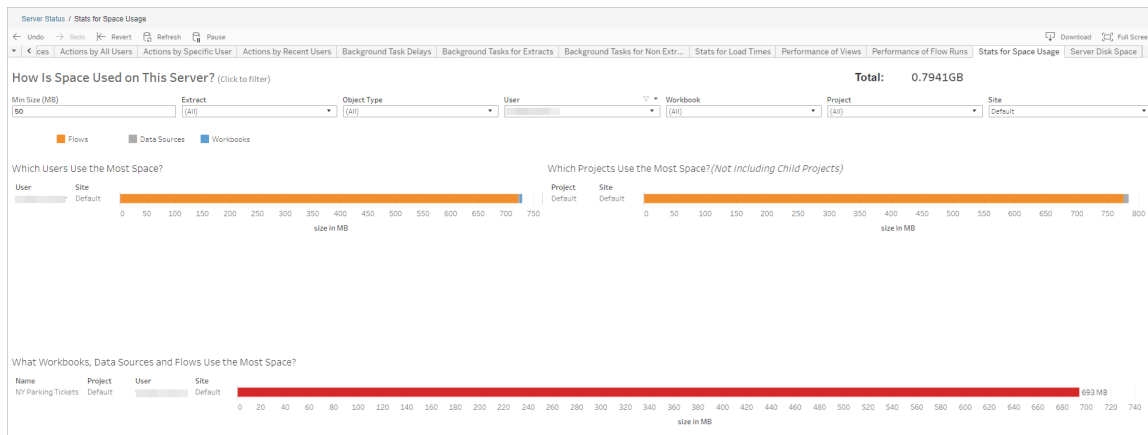 Server Status / Stats for Space Usage
← Undo → Redo |← Revert Refresh Pause Download Full Scree
ces Actions by All Users Actions by Specific User Actions by Recent Users Background Task Delays Background Tasks for Extracts Background Tasks for Non Extr... Stats for Load Times Performance of Views Performance of Flow Runs Stats for Space Usage Server Disk Space
How Is Space Used on This Server? (Click to filter) Total: 0.7941GB
Min Size (MB) Extract Object Type User Workbook Project Site
50 (All) (All) (All) (All) Default
Flows Data Sources Workbooks
Which Users Use the Most Space? Which Projects Use the Most Space?(Not Including Child Projects)
User Site Project Site
Default Default Default
0 50 100 150 200 250 300 350 400 450 500 550 600 650 700 750 0 50 100 150 200 250 300 350 400 450 500 550 600 650 700 750 800
size in MB size in MB
What Workbooks, Data Sources and Flows Use the Most Space?
Name Project User Site
NY Parking Tickets Default Default 693 MB
0 20 40 60 80 100 120 140 160 180 200 220 240 260 280 300 320 340 360 380 400 420 440 460 480 500 520 540 560 580 600 620 640 660 680 700 720 740
size in MB